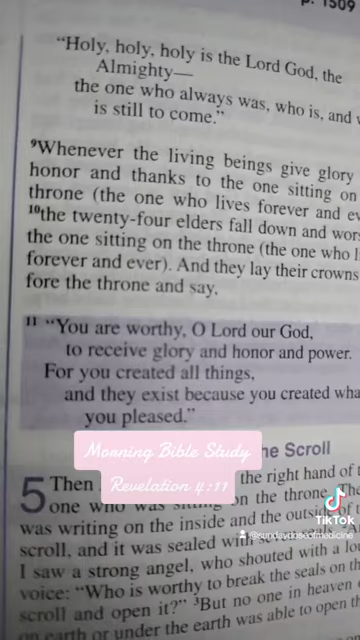 p. 1509
“Holy, holy, holy is the Lord God, the
Almighty—
the one who always was, who is, and
is still to come.”
9Whenever the living beings give glory
honor and thanks to the one sitting on
throne (the one who lives forever and
10the twenty-four elders fall down and
the one sitting on the throne (the one who
forever and ever). And they lay their crowns
fore the throne and say,
11 “You are worthy, O Lord our God,
to receive glory and honor and power.
For you created all things,
and they exist because you created
you pleased.”
Morning Bible Study
Revelation 4:11
Scroll
5 Then the right hand of
one who was on the throne.
was writing on the inside and the outside of
scroll, and it was sealed with
I saw a strong angel, who shouted with a
voice: “Who is worthy to break the seals on
scroll and open it?” 3But no one in heaven
on earth or under the earth was able to open
TikTok